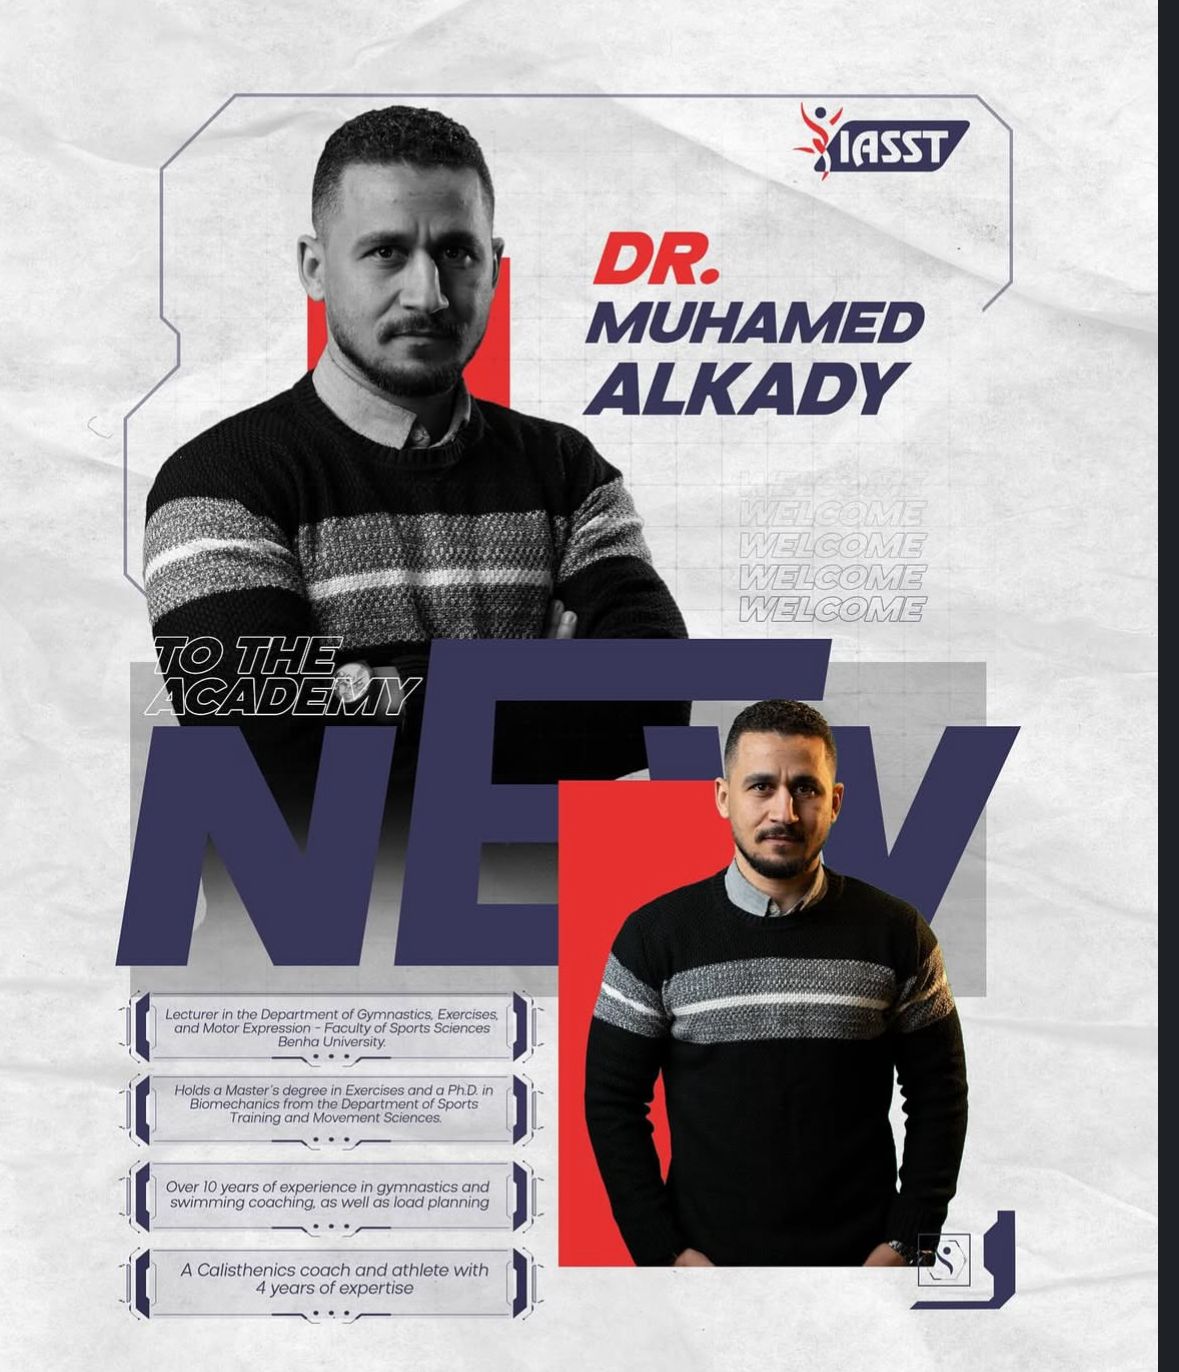 IASST
DR.
MUHAMED
ALKADY
WELCOME
WELCOME
WELCOME
WELCOME
WELCOME
TO THE
ACADEMY
NEW
Lecturer in the Department of Gymnastics, Exercises,
and Motor Expression - Faculty of Sports Sciences
Benha University.
Holds a Master's degree in Exercises and a Ph.D. in
Biomechanics from the Department of Sports
Training and Movement Sciences.
Over 10 years of experience in gymnastics and
swimming coaching, as well as load planning
A Calisthenics coach and athlete with
4 years of expertise